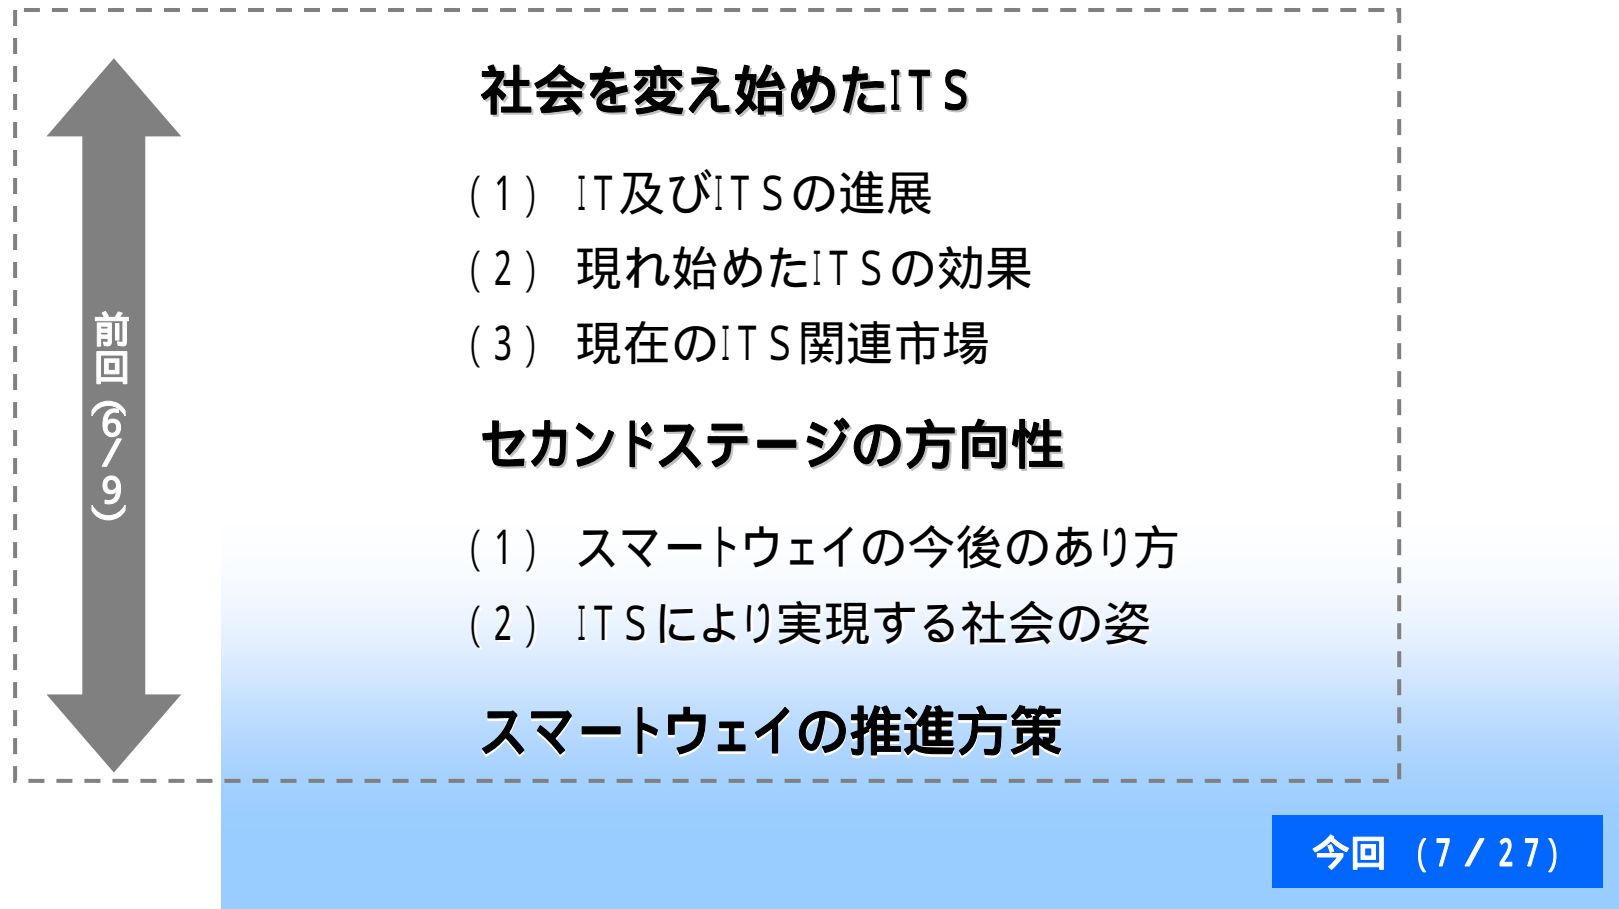 社会を変え始めたITS
(1) IT及びITSの進展
(2) 現れ始めたITSの効果
(3) 現在のITS関連市場
セカンドステージの方向性
(1) スマートウェイの今後のあり方
(2) ITSにより実現する社会の姿
スマートウェイの推進方策
前回(6/9)
今回 (7/27)